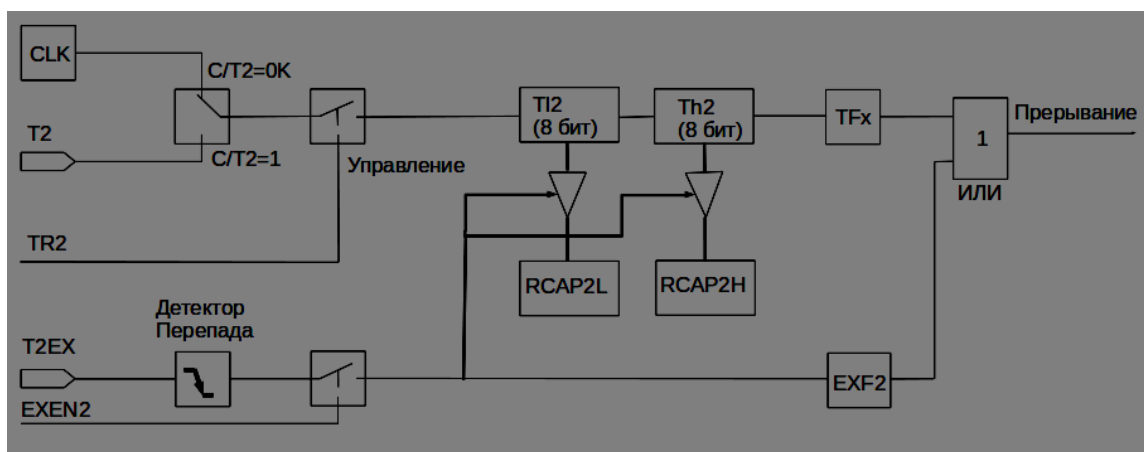 CLK
C/T2=0K
T2
C/T2=1
Управление
TR2
Tl2
(8 бит)
Th2
(8 бит)
TFx
1
ИЛИ
Прерывание
RCAP2L
RCAP2H
Детектор
Перепада
T2EX
EXEN2
EXF2